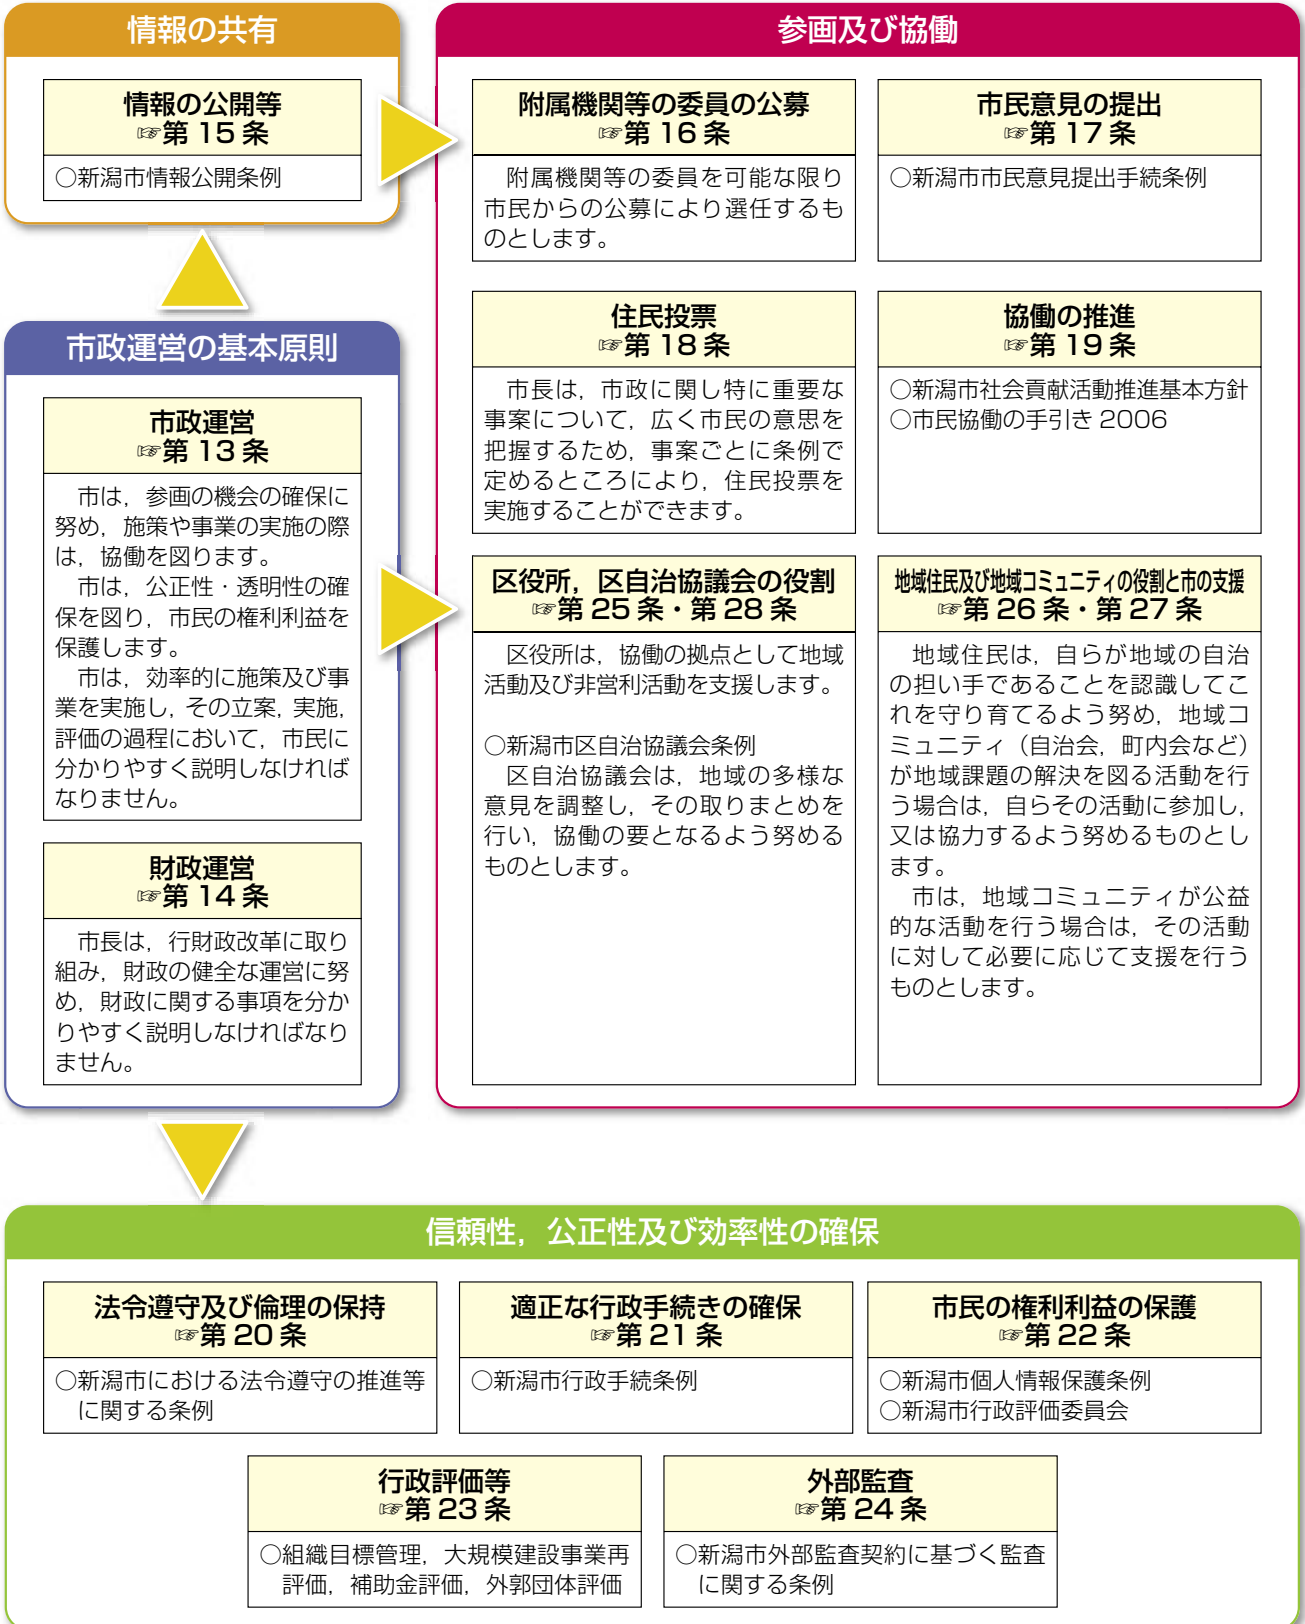 情報の共有
情報の公開等
☞第 15 条
○新潟市情報公開条例
参画及び協働
附属機関等の委員の公募
☞第 16 条
附属機関等の委員を可能な限り
市民からの公募により選任するも
のとします。
市民意見の提出
☞第 17 条
○新潟市市民意見提出手続条例
住民投票
☞第 18 条
市長は，市政に関し特に重要な
事案について，広く市民の意思を
把握するため，事案ごとに条例で
定めるところにより，住民投票を
実施することができます。
協働の推進
☞第 19 条
○新潟市社会貢献活動推進基本方針
○市民協働の手引き 2006
区役所，区自治協議会の役割
☞第 25 条・第 28 条
区役所は，協働の拠点として地域
活動及び非営利活動を支援します。
○新潟市区自治協議会条例
区自治協議会は，地域の多様な
意見を調整し，その取りまとめを
行い，協働の要となるよう努める
ものとします。
地域住民及び地域コミュニティの役割と市の支援
☞第 26 条・第 27 条
地域住民は，自らが地域の自治
の担い手であることを認識してこ
れを守り育てるよう努め，地域コ
ミュニティ（自治会，町内会など）
が地域課題の解決を図る活動を行
う場合は，自らその活動に参加し，
又は協力するよう努めるものとし
ます。
市は，地域コミュニティが公益
的な活動を行う場合は，その活動
に対して必要に応じて支援を行う
ものとします。
市政運営の基本原則
市政運営
☞第 13 条
市は，参画の機会の確保に
努め，施策や事業の実施の際
は，協働を図ります。
市は，公正性・透明性の確
保を図り，市民の権利利益を
保護します。
市は，効率的に施策及び事
業を実施し，その立案，実施，
評価の過程において，市民に
分かりやすく説明しなければ
なりません。
財政運営
☞第 14 条
市長は，行財政改革に取り
組み，財政の健全な運営に努
め，財政に関する事項を分か
りやすく説明しなければなり
ません。
信頼性，公正性及び効率性の確保
法令遵守及び倫理の保持
☞第 20 条
○新潟市における法令遵守の推進等
に関する条例
適正な行政手続きの確保
☞第 21 条
○新潟市行政手続条例
市民の権利利益の保護
☞第 22 条
○新潟市個人情報保護条例
○新潟市行政評価委員会
行政評価等
☞第 23 条
○組織目標管理，大規模建設事業再
評価，補助金評価，外郭団体評価
外部監査
☞第 24 条
○新潟市外部監査契約に基づく監査
に関する条例